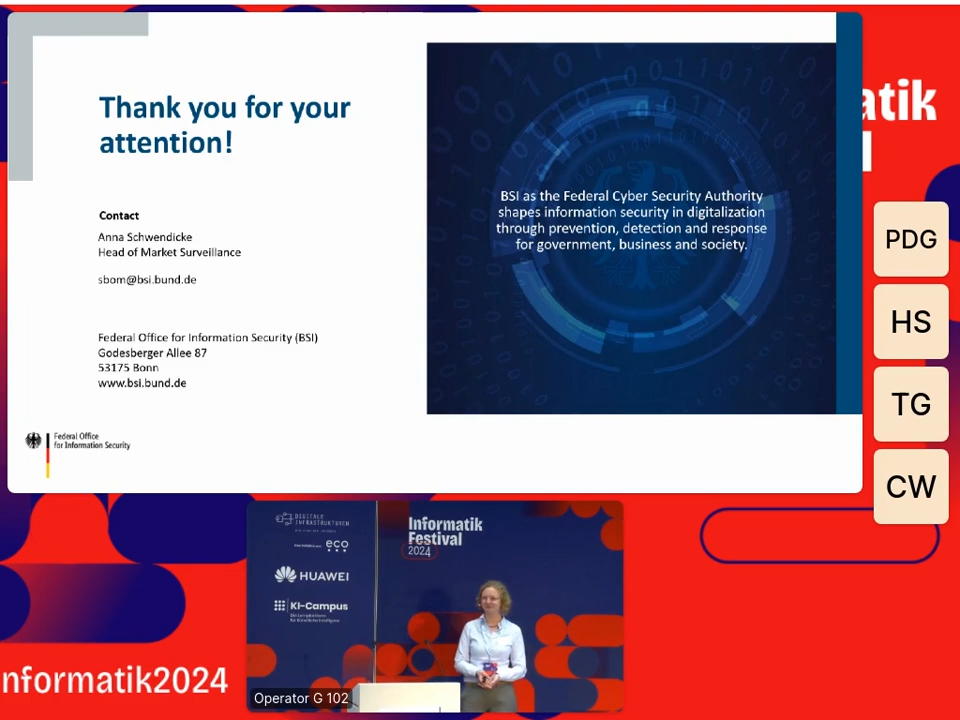 Thank you for your
attention!
Contact
Anna Schwendicke
Head of Market Surveillance
sbom@bsi.bund.de
Federal Office for Information Security (BSI)
Godesberger Allee 87
53175 Bonn
www.bsi.bund.de
Federal Office
for Information Security
BSI as the Federal Cyber Security Authority
shapes information security in digitalization
through prevention, detection and response
for government, business and society.
atik
l
PDG
HS
TG
CW
DIGITALE
INFRASTRUKTUREN
eco
HUAWEI
KI-Campus
Informatik
Festival
2024
Operator G 102
nformatik2024